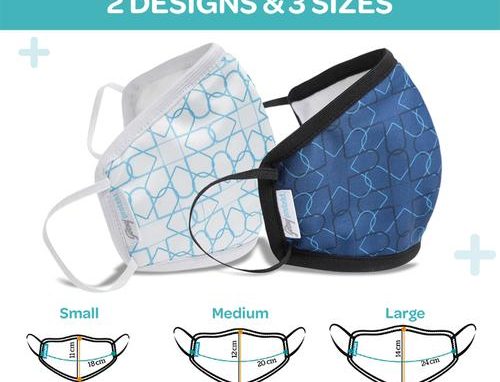 2 DESIGNS & 3 SIZES
Small
Medium
Large
11 cm
18 cm
12 cm
20 cm
14 cm
24 cm